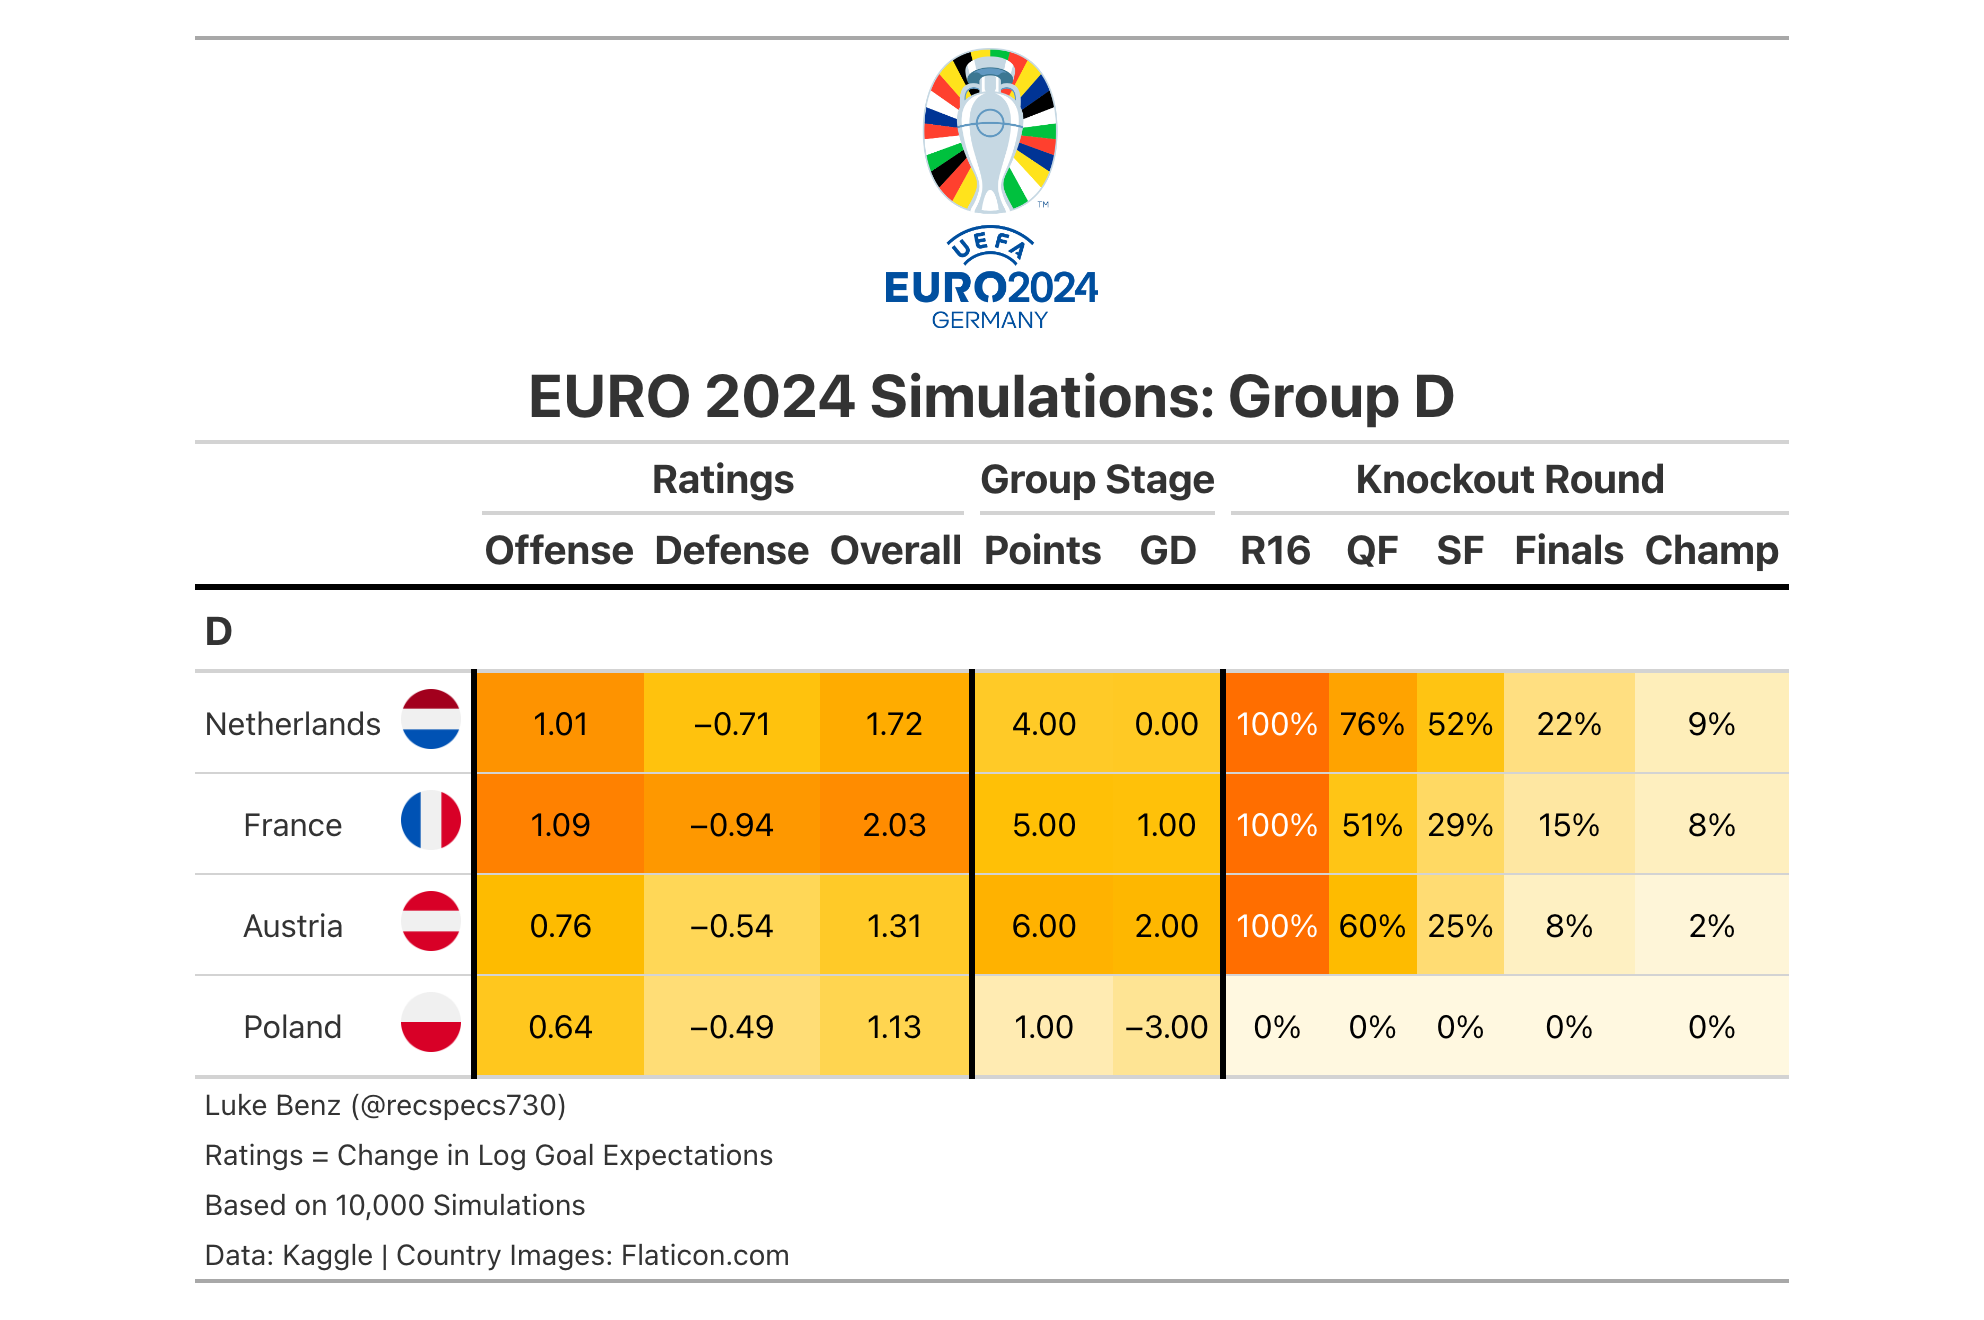 TM
UEFA
EURO2024
GERMANY
EURO 2024 Simulations: Group D
Ratings Group Stage Knockout Round
Offense Defense Overall Points GD R16 QF SF Finals Champ
D
Netherlands 1.01 −0.71 1.72 4.00 0.00 100% 76% 52% 22% 9%
France 1.09 −0.94 2.03 5.00 1.00 100% 51% 29% 15% 8%
Austria 0.76 −0.54 1.31 6.00 2.00 100% 60% 25% 8% 2%
Poland 0.64 −0.49 1.13 1.00 −3.00 0% 0% 0% 0% 0%
Luke Benz (@recspecs730)
Ratings = Change in Log Goal Expectations
Based on 10,000 Simulations
Data: Kaggle | Country Images: Flaticon.com